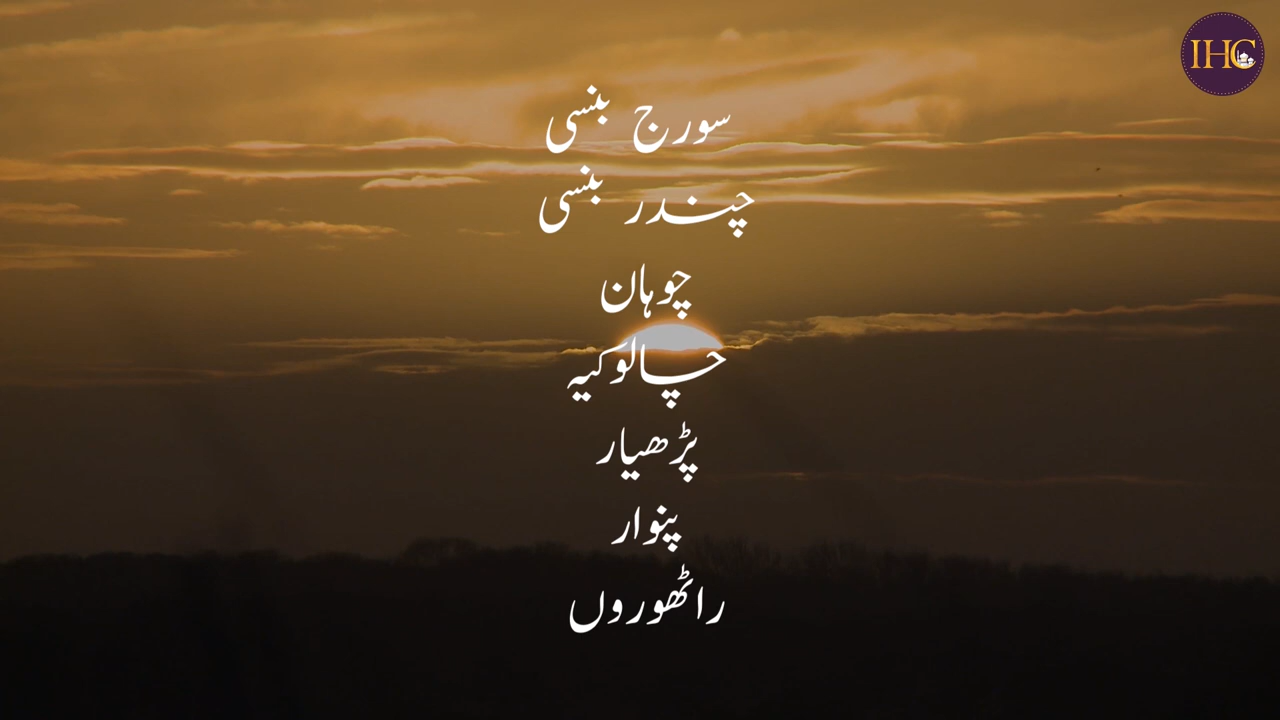 IHC
سورج بنسی
چندر بنسی
چوہان
چالوکیہ
پڑھیار
پنوار
راٹھوروں